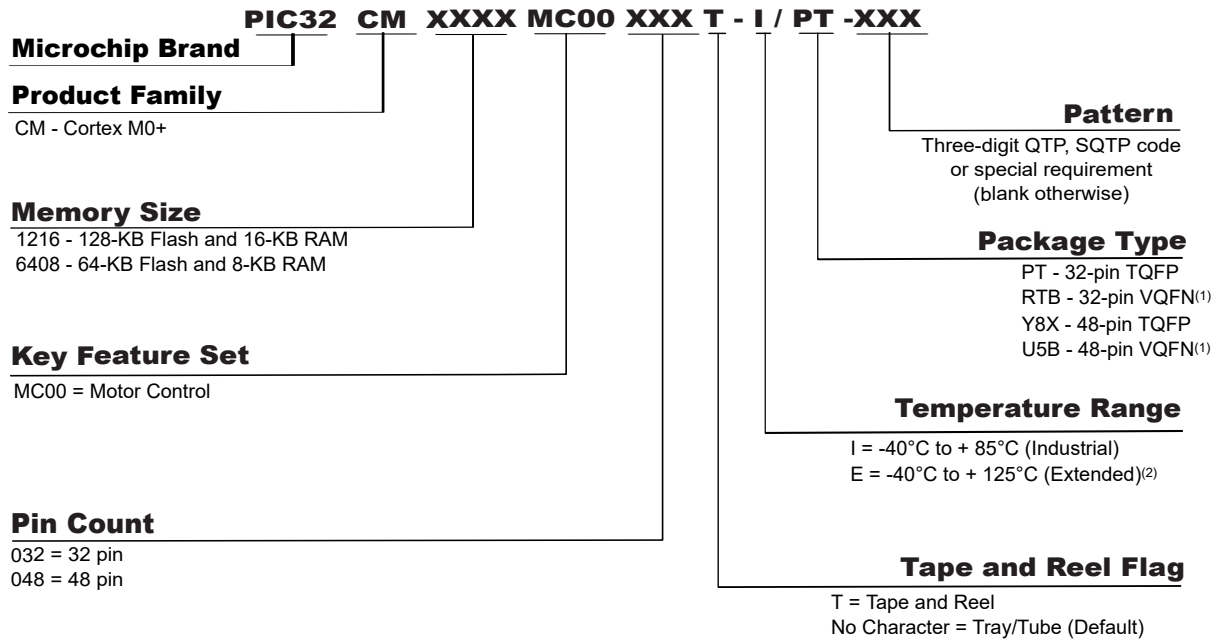 PIC32 CM XXXX MC00 XXX T - I / PT -XXX
Microchip Brand
Product Family
CM - Cortex M0+
Memory Size
1216 - 128-KB Flash and 16-KB RAM
6408 - 64-KB Flash and 8-KB RAM
Key Feature Set
MC00 = Motor Control
Pin Count
032 = 32 pin
048 = 48 pin
Pattern
Three-digit QTP, SQTP code
or special requirement
(blank otherwise)
Package Type
PT - 32-pin TQFP
RTB - 32-pin VQFN(1)
Y8X - 48-pin TQFP
U5B - 48-pin VQFN(1)
Temperature Range
I = -40°C to + 85°C (Industrial)
E = -40°C to + 125°C (Extended)(2)
Tape and Reel Flag
T = Tape and Reel
No Character = Tray/Tube (Default)